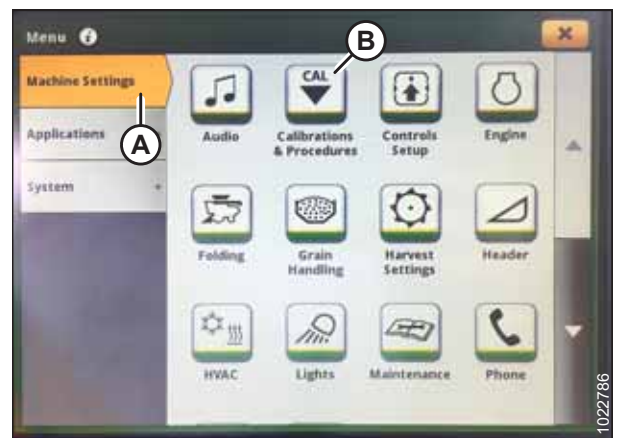 Menu i
B
Machine Settings
A
Applications
System
CAL
Audio
Calibrations
& Procedures
Controls
Setup
Engine
Folding
Grain
Handling
Harvest
Settings
Header
HVAC
Lights
Maintenance
Phone
1022786